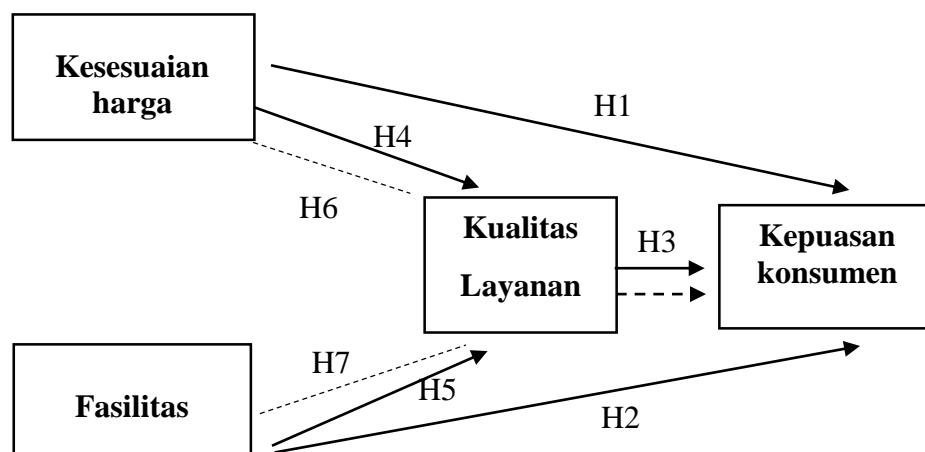 Kesesuaian
harga
H1
H4
H6
Kualitas
Layanan
H3
Kepuasan
konsumen
H7
H5
Fasilitas
H2